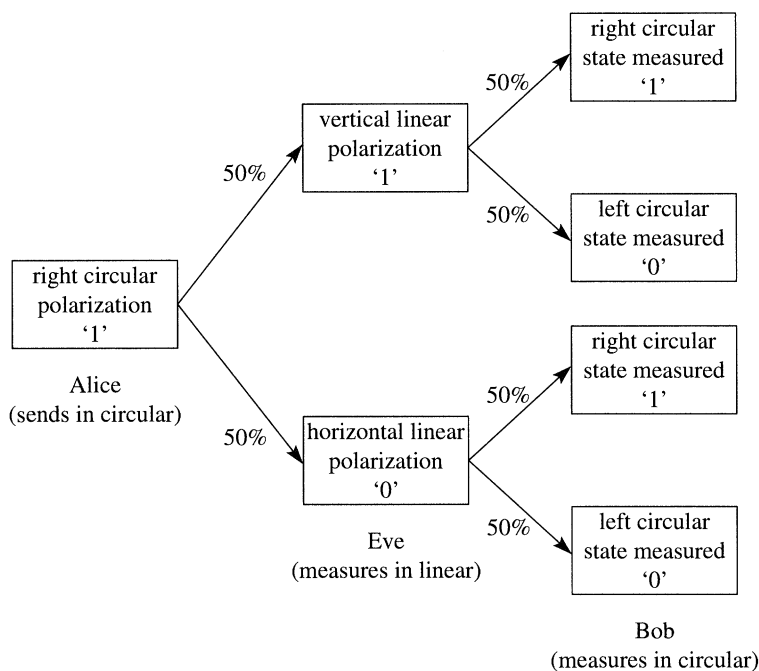 right circular
state measured
‘1’
50%
vertical linear
polarization
‘1’
50%
50%
left circular
state measured
‘0’
right circular
polarization
‘1’
Alice
(sends in circular)
50%
horizontal linear
polarization
‘0’
Eve
(measures in linear)
50%
right circular
state measured
‘1’
50%
left circular
state measured
‘0’
Bob
(measures in circular)